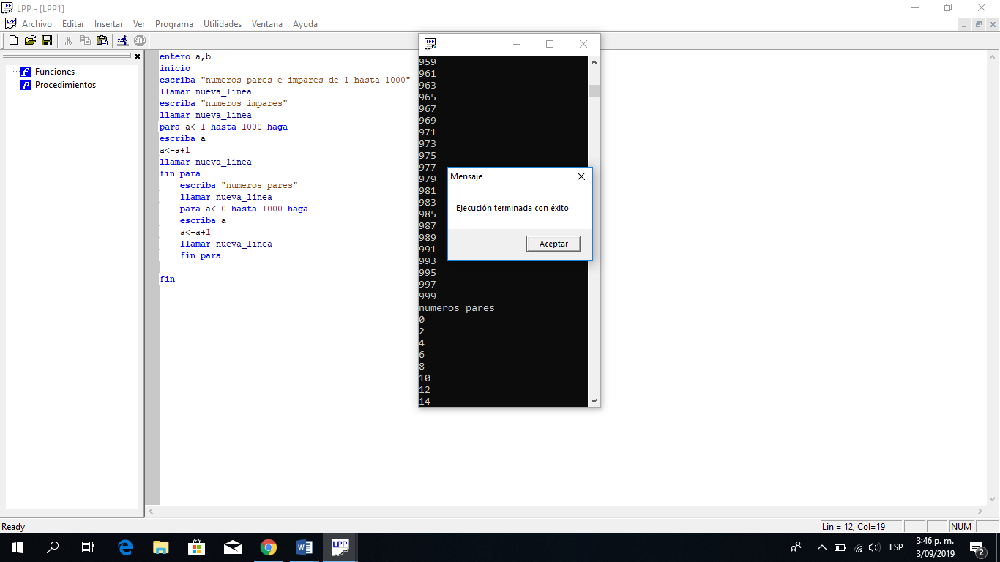 LPP - [LPP1]
Archivo Editar Insertar Ver Programa Utilidades Ventana Ayuda
Funciones
Procedimientos
entero a,b
inicio
escriba "numeros pares e impares de 1 hasta 1000"
llamar nueva_linea
escriba "numeros impares"
llamar nueva_linea
para a<-1 hasta 1000 haga
escriba a
a<-a+1
llamar nueva_linea
fin para
escriba "numeros pares"
llamar nueva_linea
para a<-0 hasta 1000 haga
escriba a
a<-a+1
llamar nueva_linea
fin para
fin
959
961
963
965
967
969
971
973
975
977
979
981
983
985
987
989
991
993
995
997
999
numeros pares
0
2
4
6
8
10
12
14
Mensaje
Ejecución terminada con éxito
Aceptar
Ready
Lin = 12, Col=19
NUM
ESP
3:46 p. m.
3/09/2019
2